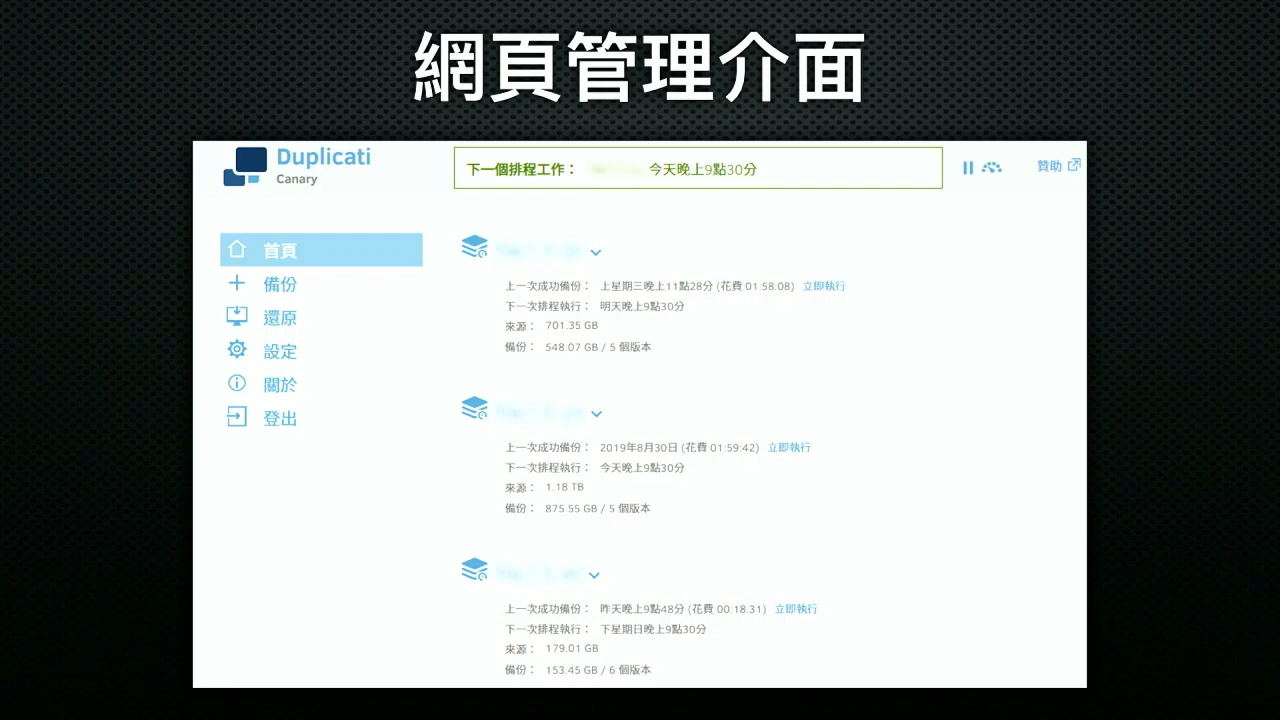 網頁管理介面
Duplicati
Canary
下一個排程工作： 今天晚上9點30分
贊助
首頁
備份
還原
設定
關於
登出
上一次成功備份： 上星期三晚上11點28分 (花費 01:58:08) 立即執行
下一次排程執行： 明天晚上9點30分
來源： 701.35 GB
備份： 548.07 GB / 5 個版本
上一次成功備份： 2019年8月30日 (花費 01:59:42) 立即執行
下一次排程執行： 今天晚上9點30分
來源： 1.18 TB
備份： 875.55 GB / 5 個版本
上一次成功備份： 昨天晚上9點48分 (花費 00:18:31) 立即執行
下一次排程執行： 下星期日晚上9點30分
來源： 179.01 GB
備份： 153.45 GB / 6 個版本